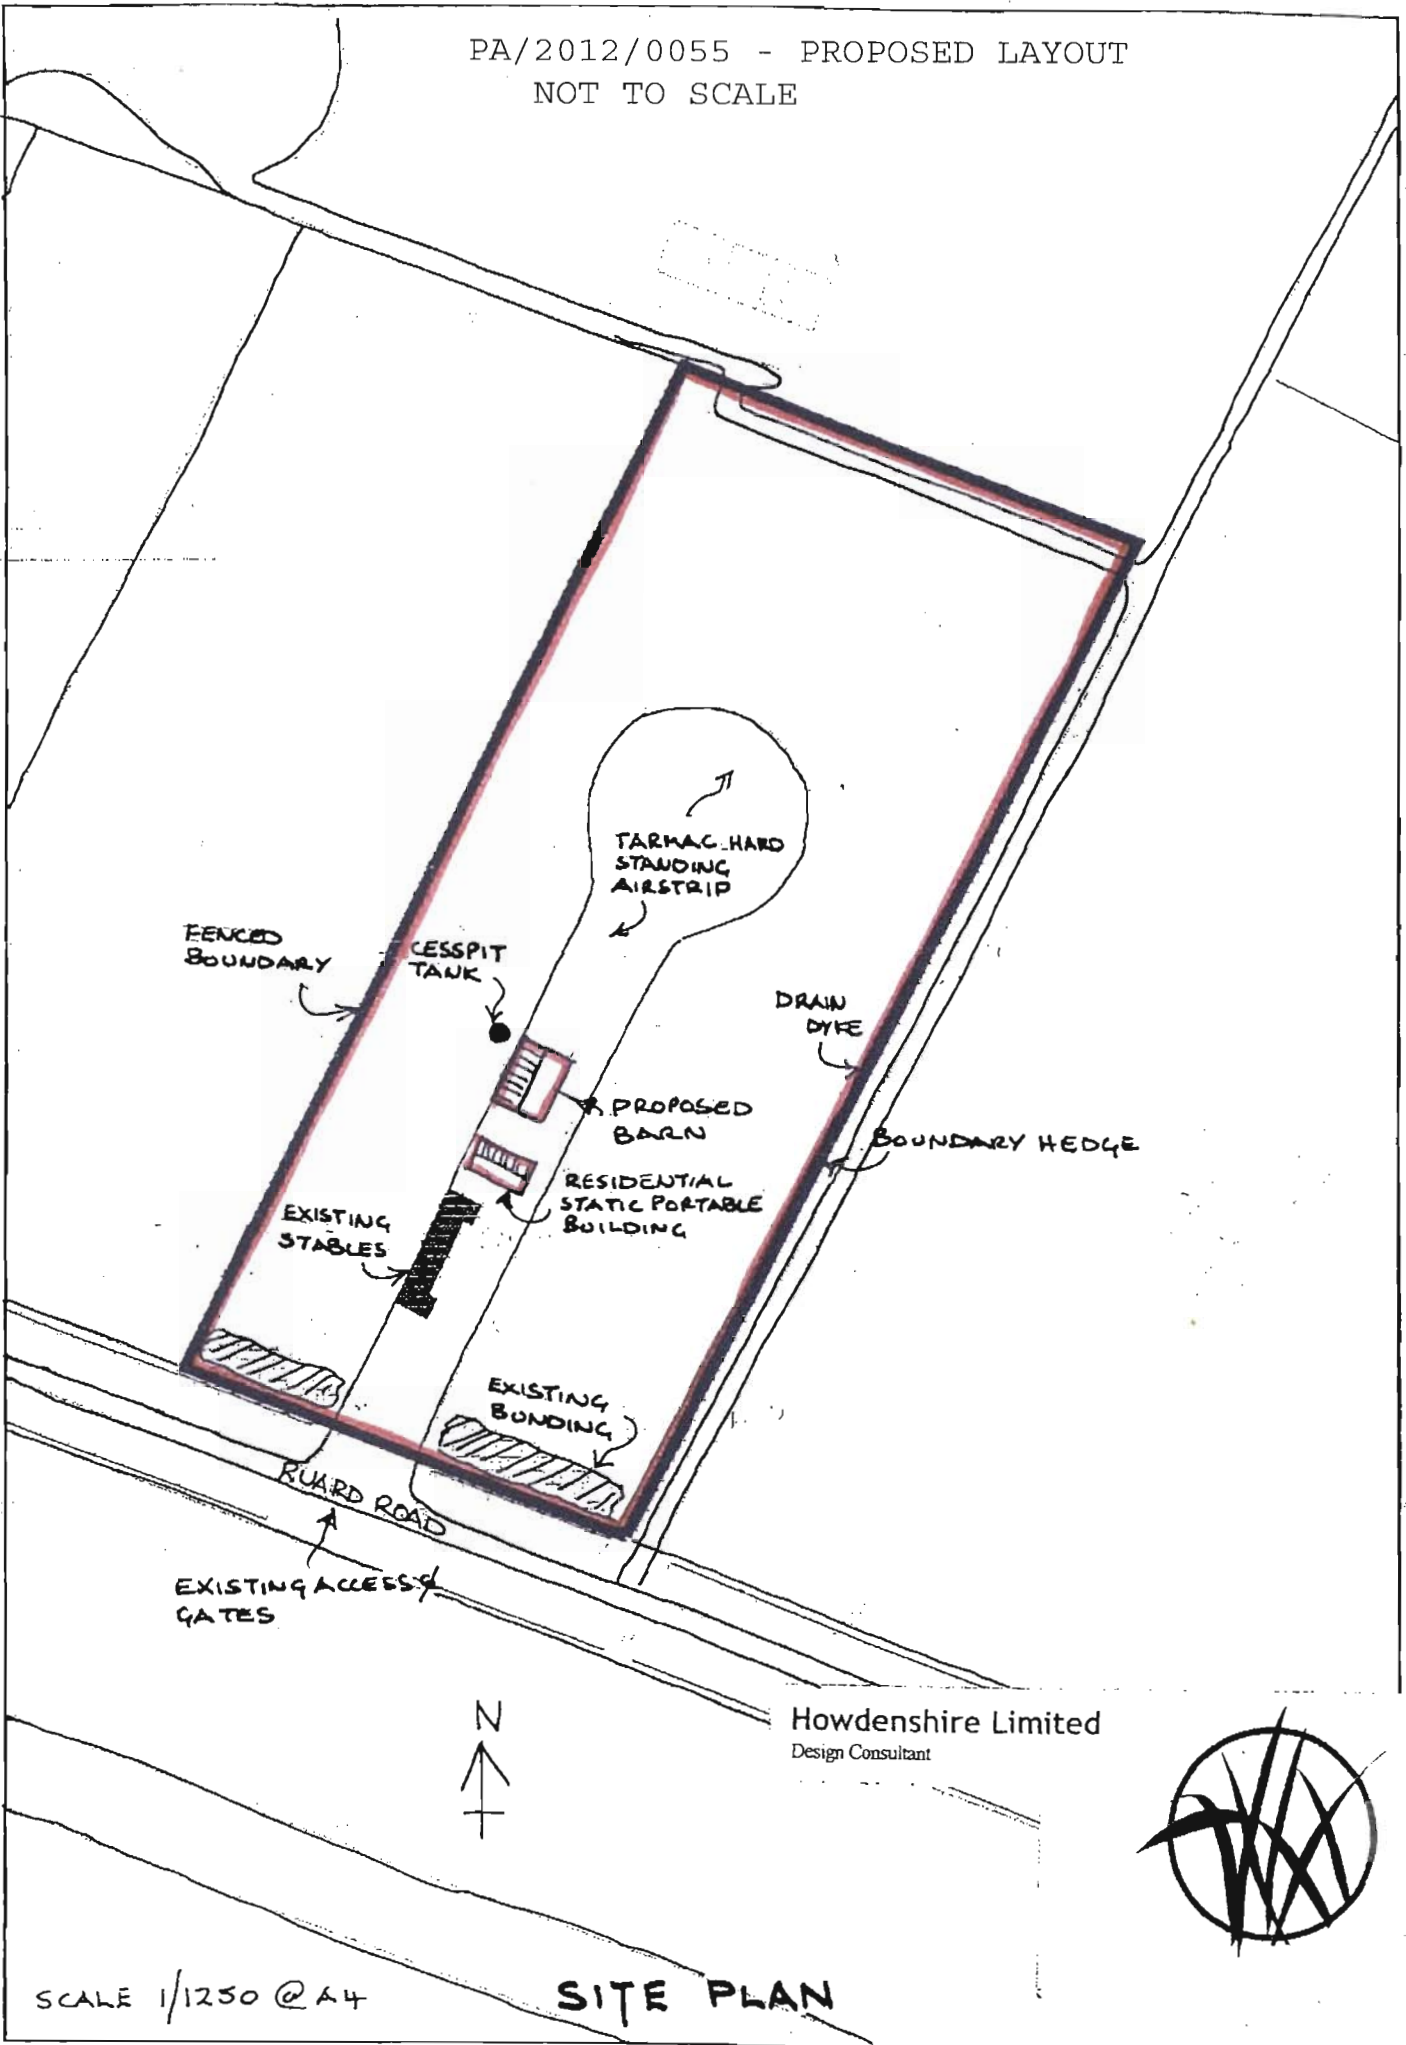 PA/2012/0055 - PROPOSED LAYOUT
NOT TO SCALE
TARMAC HARD
STANDING
AIRSTRIP
FENCED
BOUNDARY
CESSPIT
TANK
DRAIN
DYKE
PROPOSED
BARN
BOUNDARY HEDGE
RESIDENTIAL
STATIC PORTABLE
BUILDING
EXISTING
STABLES
EXISTING
BUNDING
RUARD ROAD
EXISTING ACCESS &
GATES
N
Howdenshire Limited
Design Consultant
SCALE 1/1250 @ A4
SITE PLAN